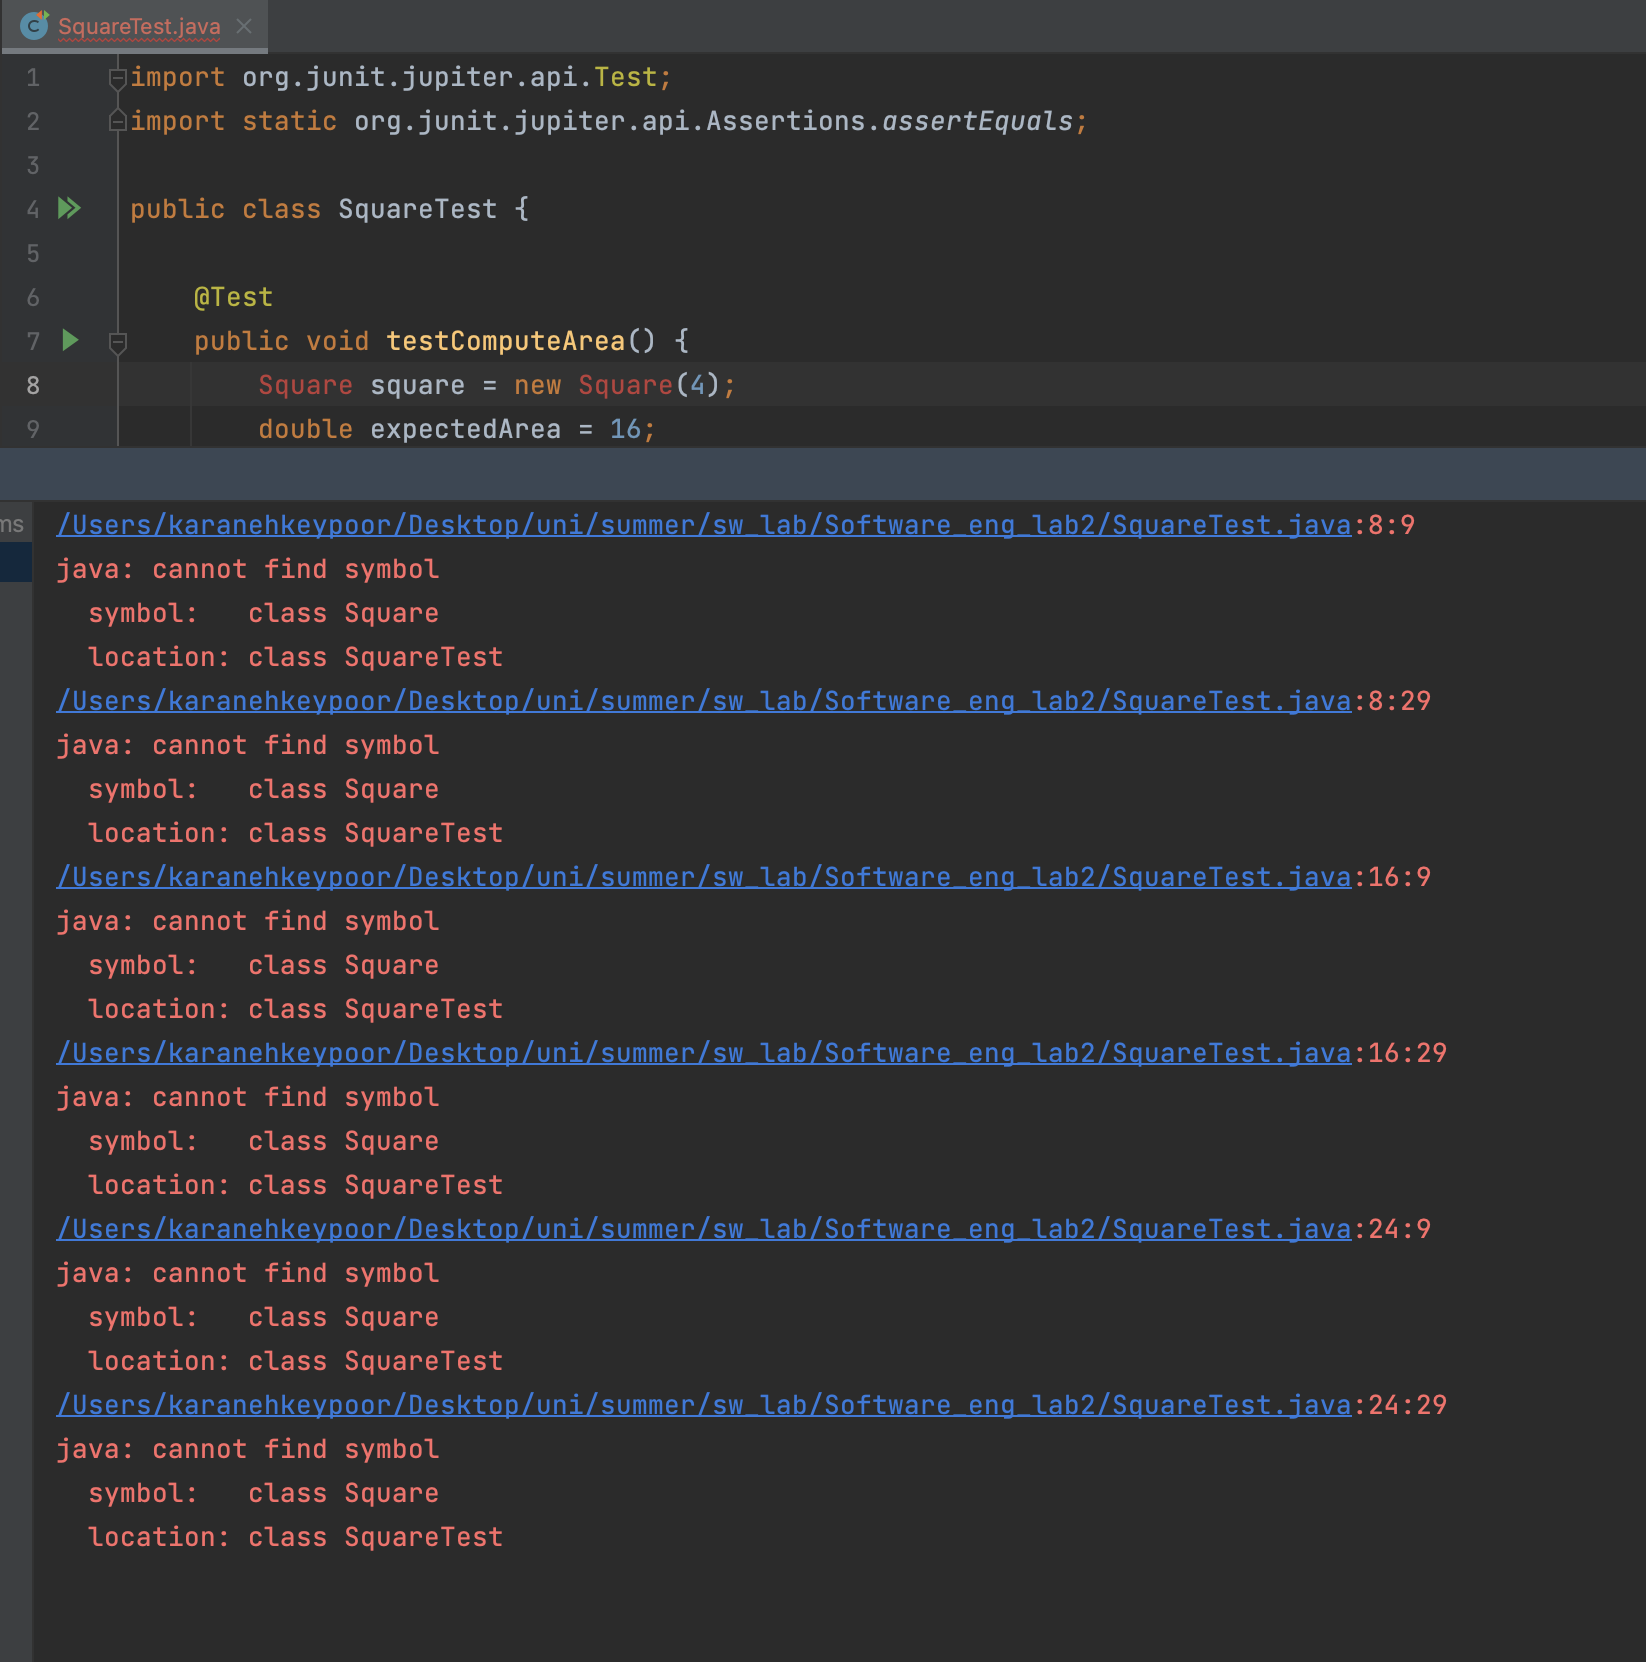 SquareTest.java
1 import org.junit.jupiter.api.Test;
2 import static org.junit.jupiter.api.Assertions.assertEquals;
3
4 public class SquareTest {
5
6 @Test
7 public void testComputeArea() {
8 Square square = new Square(4);
9 double expectedArea = 16;
ms
/Users/karanehkeypoor/Desktop/uni/summer/sw_lab/Software_eng_lab2/SquareTest.java:8:9
java: cannot find symbol
symbol: class Square
location: class SquareTest
/Users/karanehkeypoor/Desktop/uni/summer/sw_lab/Software_eng_lab2/SquareTest.java:8:29
java: cannot find symbol
symbol: class Square
location: class SquareTest
/Users/karanehkeypoor/Desktop/uni/summer/sw_lab/Software_eng_lab2/SquareTest.java:16:9
java: cannot find symbol
symbol: class Square
location: class SquareTest
/Users/karanehkeypoor/Desktop/uni/summer/sw_lab/Software_eng_lab2/SquareTest.java:16:29
java: cannot find symbol
symbol: class Square
location: class SquareTest
/Users/karanehkeypoor/Desktop/uni/summer/sw_lab/Software_eng_lab2/SquareTest.java:24:9
java: cannot find symbol
symbol: class Square
location: class SquareTest
/Users/karanehkeypoor/Desktop/uni/summer/sw_lab/Software_eng_lab2/SquareTest.java:24:29
java: cannot find symbol
symbol: class Square
location: class SquareTest